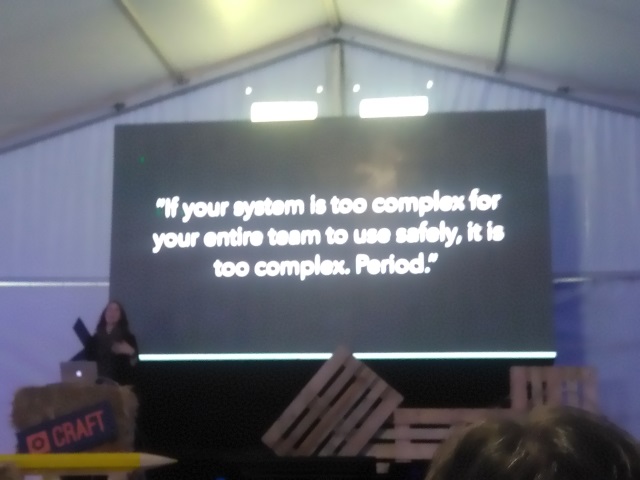 "If your system is too complex for
your entire team to use safely, it is
too complex. Period."
CRAFT